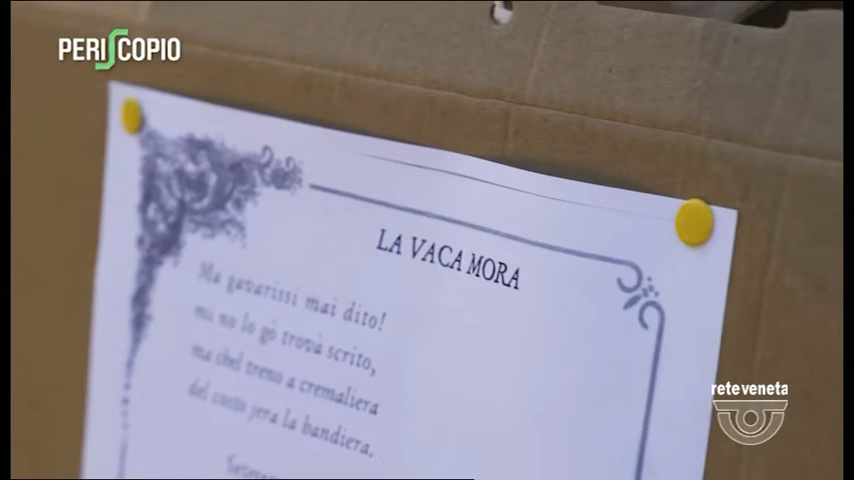 PERISCOPIO
LA VACA MORA
Ma gavarissi mai dito!
mi no lo gò trovà scrito,
ma chel treno a cremaliera
del costo jera la bandiera.
reteveneta